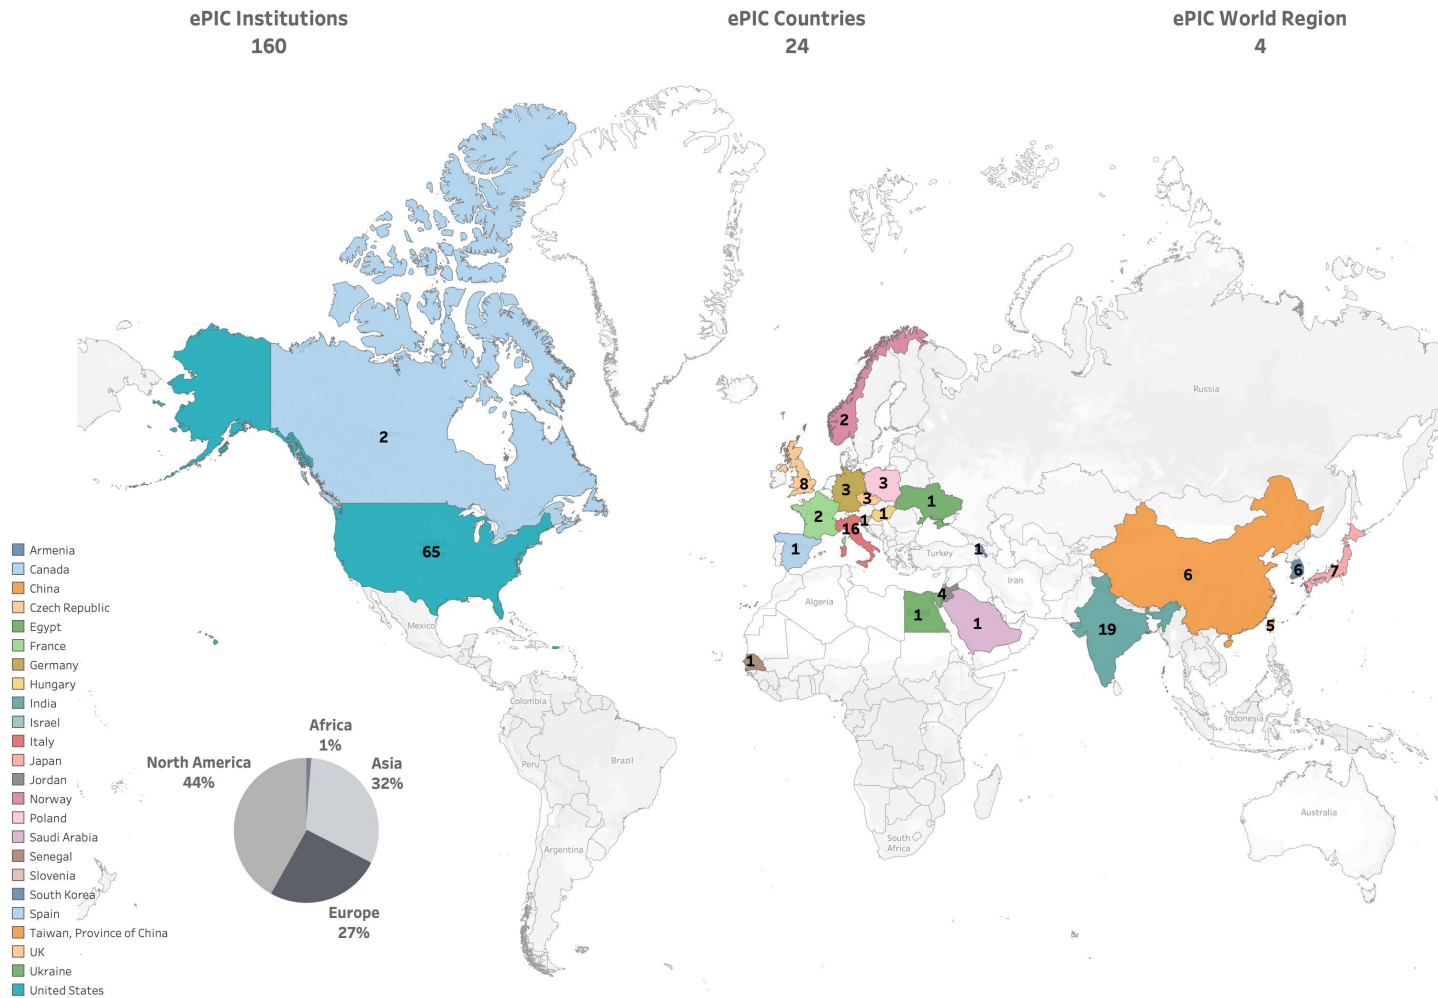 ePIC Institutions
160
ePIC Countries
24
ePIC World Region
4
Russia
2
2
8
3
3
3
1
2
1
1
16
65
1
Turkey
1
Iran
6
6
7
Algeria
4
1
1
19
5
Mexico
1
Armenia
Canada
China
Czech Republic
Egypt
France
Germany
Hungary
India
Israel
Italy
Japan
Jordan
Norway
Poland
Saudi Arabia
Senegal
Slovenia
South Korea
Spain
Taiwan, Province of China
UK
Ukraine
United States
Colombia
Indonesia
Peru
Brazil
Argentina
South
Africa
Australia
Africa
1%
North America
44%
Asia
32%
Europe
27%